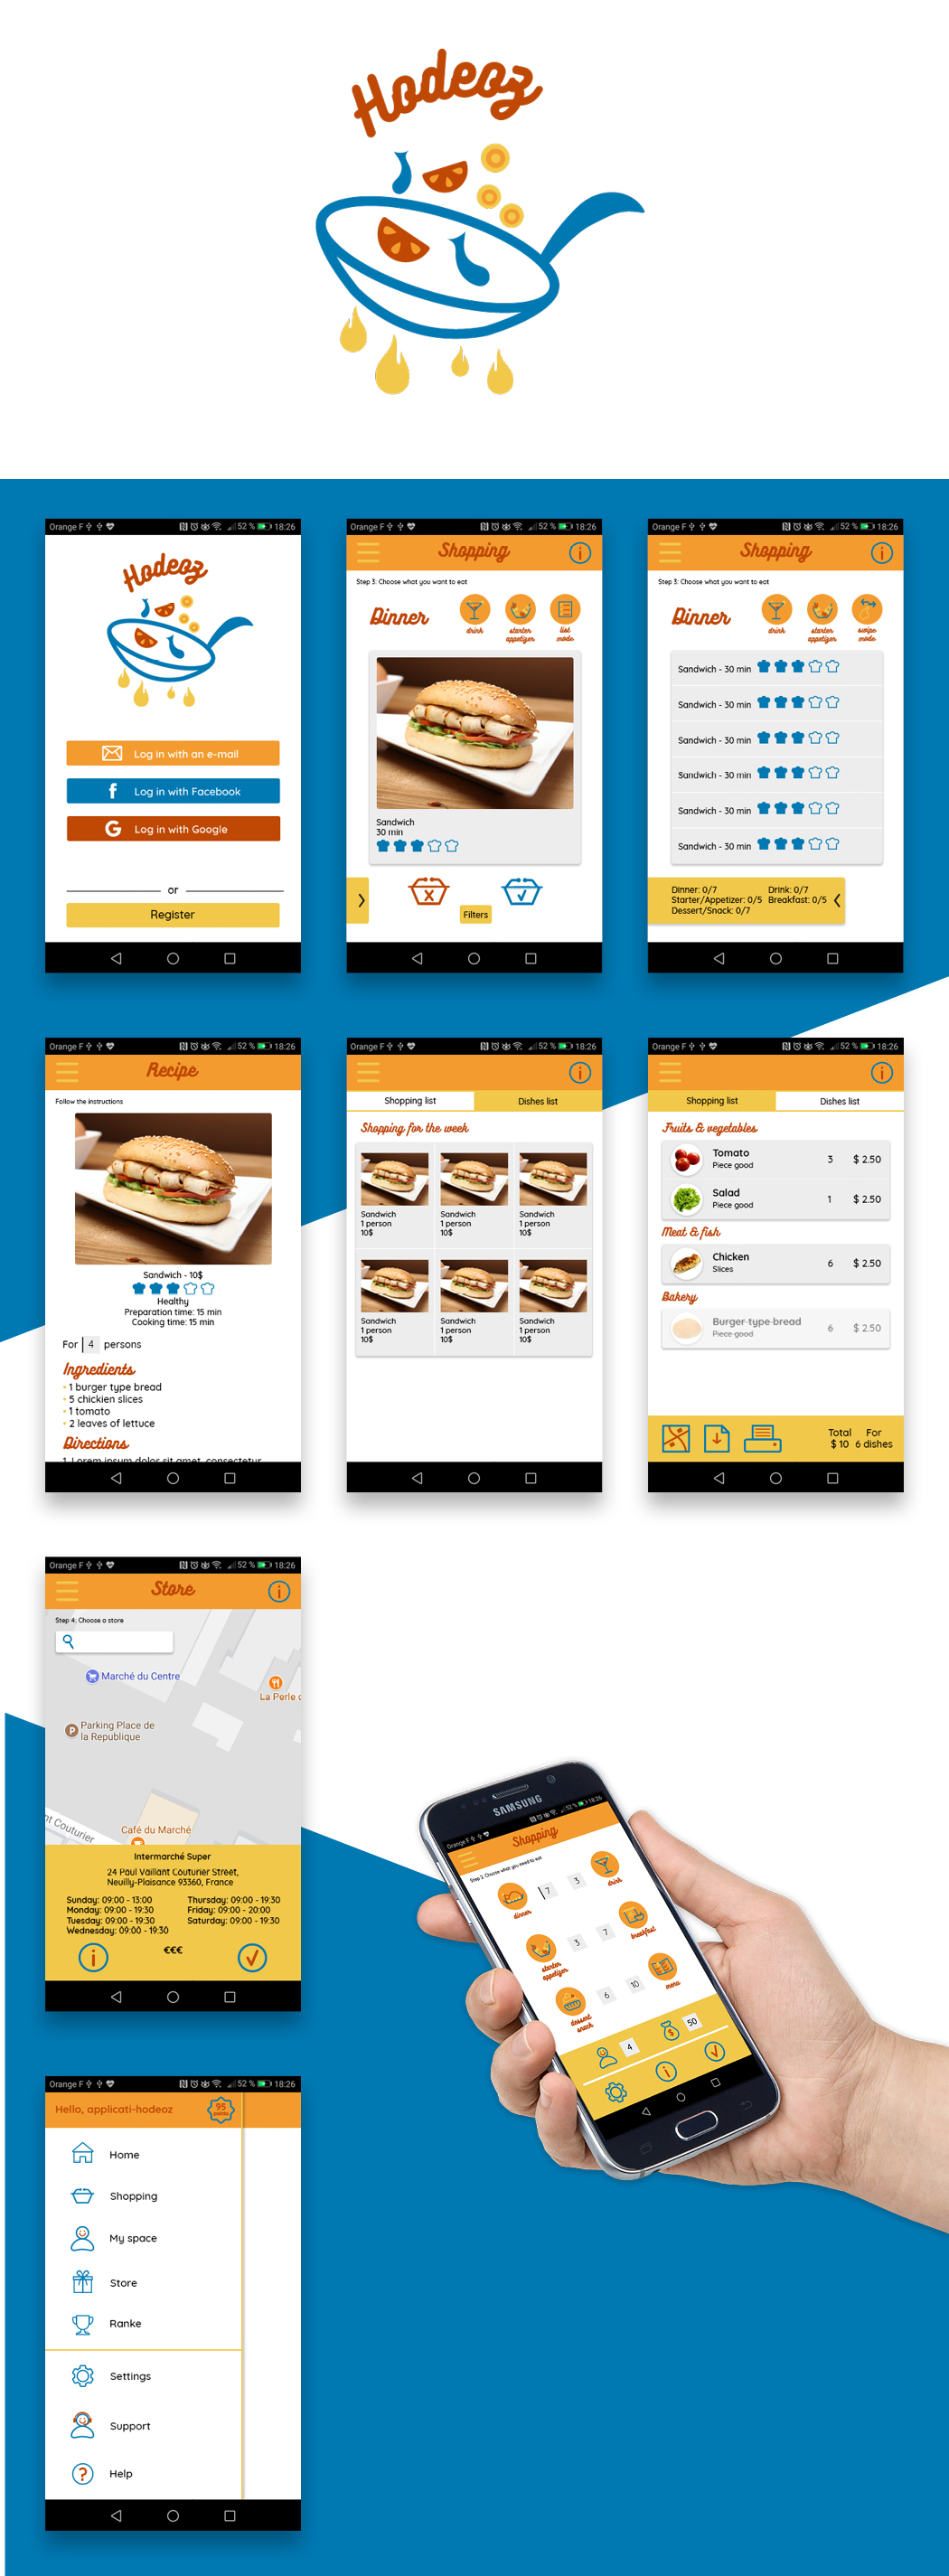 Hodeoz
Orange F 52 % 18:26
Hodeoz
Log in with an e-mail
f Log in with Facebook
G Log in with Google
or
Register
Orange F 52 % 18:26
Shopping
Step 3: Choose what you want to eat
Dinner
drink
starter
appetizer
list
mode
Sandwich
30 min
Filters
Orange F 52 % 18:26
Shopping
Step 3: Choose what you want to eat
Dinner
drink
starter
appetizer
swipe
mode
Sandwich - 30 min
Sandwich - 30 min
Sandwich - 30 min
Sandwich - 30 min
Sandwich - 30 min
Sandwich - 30 min
Dinner: 0/7 Drink: 0/7
Starter/Appetizer: 0/5 Breakfast: 0/5
Dessert/Snack: 0/7
Orange F 52 % 18:26
Recipe
Follow the instructions
Sandwich - 10$
Healthy
Preparation time: 15 min
Cooking time: 15 min
For 4 persons
Ingredients
• 1 burger type bread
• 5 chickien slices
• 1 tomato
• 2 leaves of lettuce
Directions
1. Lorem ipsum dolor sit amet, consectetur
Orange F 52 % 18:26
Shopping list Dishes list
Shopping for the week
Sandwich Sandwich Sandwich
1 person 1 person 1 person
10$ 10$ 10$
Sandwich Sandwich Sandwich
1 person 1 person 1 person
10$ 10$ 10$
Orange F 52 % 18:26
Shopping list Dishes list
Fruits & vegetables
Tomato
Piece good 3 $ 2.50
Salad
Piece good 1 $ 2.50
Meat & fish
Chicken
Slices 6 $ 2.50
Bakery
Burger type bread
Piece good 6 $ 2.50
Total For
$ 10 6 dishes
Orange F 52 % 18:26
Store
Step 4: Choose a store
Marché du Centre
La Perle
P Parking Place de
la Republique
nt Couturier
Café du Marché
Intermarché Super
24 Paul Vaillant Couturier Street,
Neuilly-Plaisance 93360, France
Sunday: 09:00 - 13:00 Thursday: 09:00 - 19:30
Monday: 09:00 - 19:30 Friday: 09:00 - 20:00
Tuesday: 09:00 - 19:30 Saturday: 09:00 - 19:30
Wednesday: 09:00 - 19:30
€€€
SAMSUNG
Orange F 52 % 18:26
Shopping
Step 2: Choose what you need to eat
dinner 7 3 drink
starter
appetizer 3 7 breakfast
dessert
snack 6 10 menu
4 $ 50
Orange F 52 % 18:26
Hello, applicati-hodeoz 95
points
Home
Shopping
My space
Store
Ranke
Settings
Support
? Help